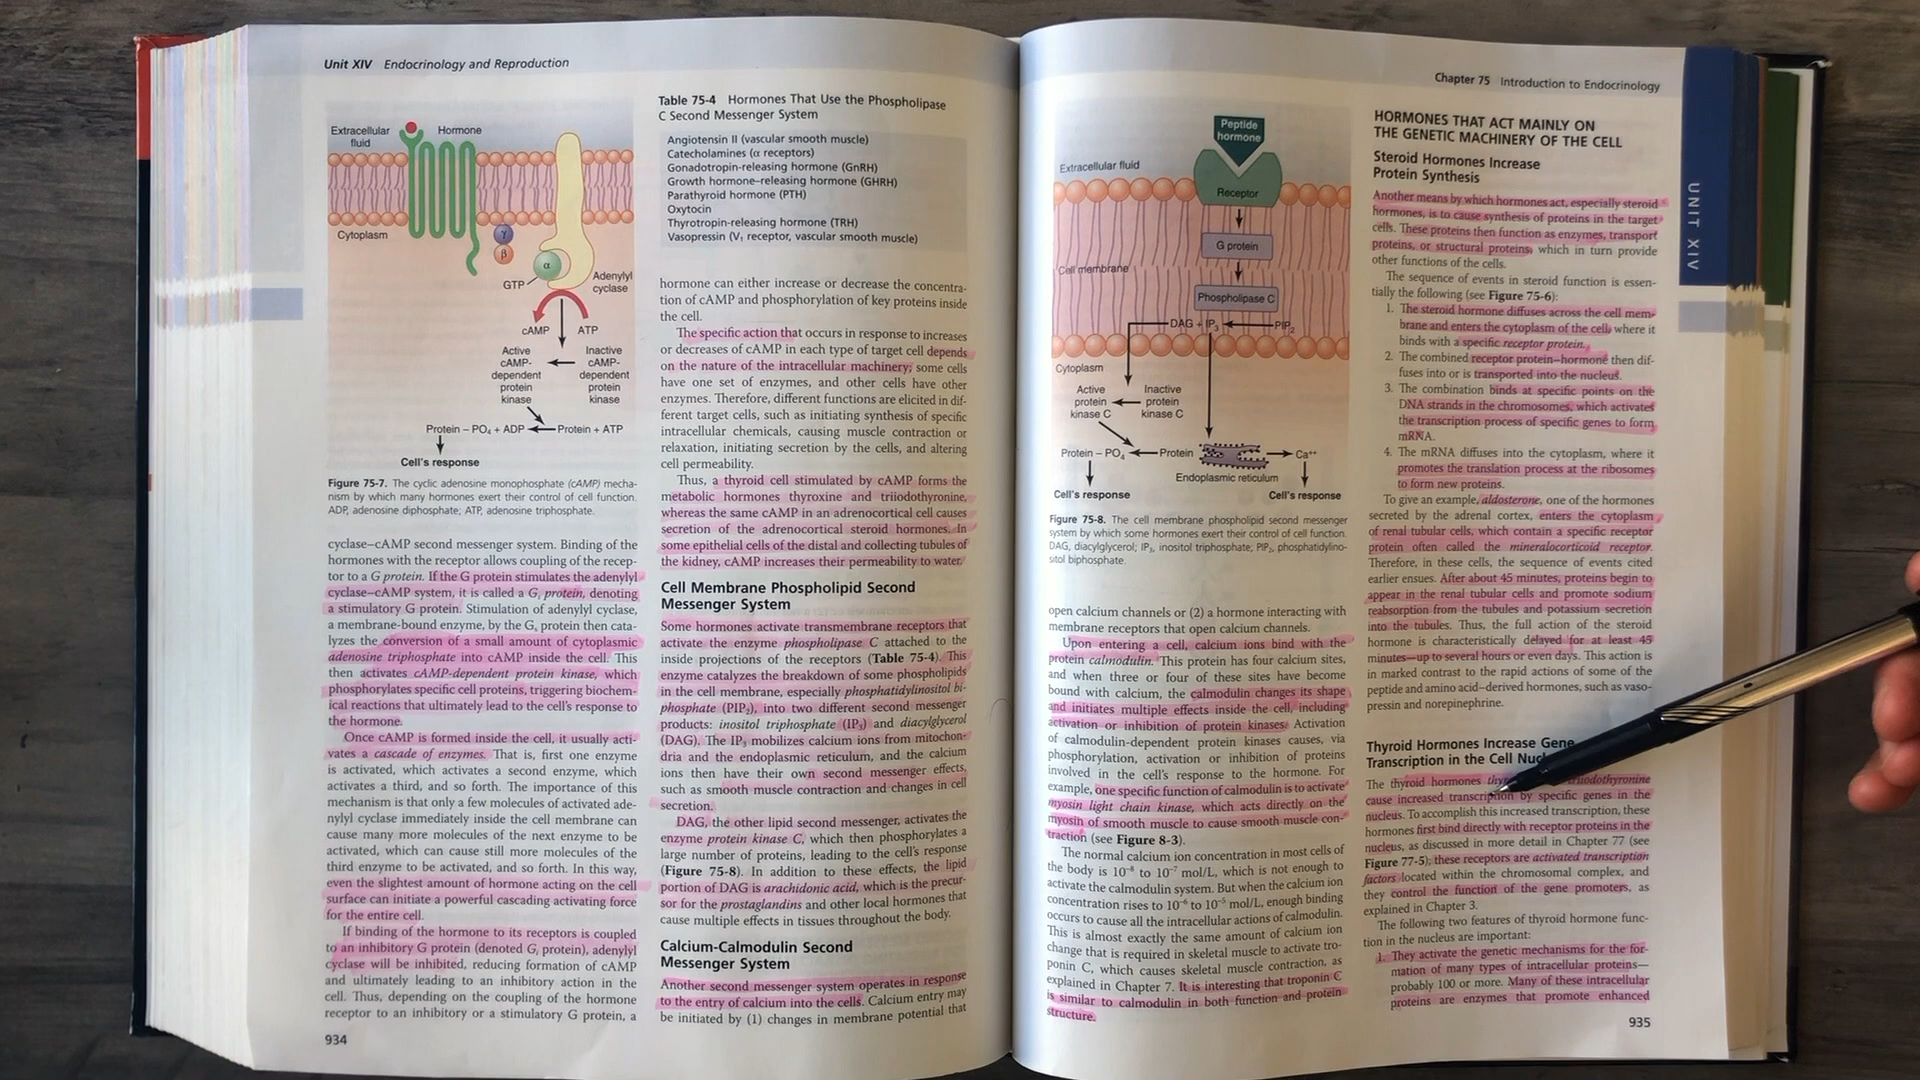 Unit XIV Endocrinology and Reproduction
Extracellular fluid
Hormone
Cytoplasm
γ
β
α
GTP
Adenylyl cyclase
cAMP
ATP
Active cAMP-dependent protein kinase
Inactive cAMP-dependent protein kinase
Protein – PO₄ + ADP
Protein + ATP
Cell's response
Figure 75-7. The cyclic adenosine monophosphate (cAMP) mecha-
nism by which many hormones exert their control of cell function.
ADP, adenosine diphosphate; ATP, adenosine triphosphate.
cyclase–cAMP second messenger system. Binding of the
hormones with the receptor allows coupling of the recep-
tor to a G protein. If the G protein stimulates the adenylyl
cyclase–cAMP system, it is called a Gs protein, denoting
a stimulatory G protein. Stimulation of adenylyl cyclase,
a membrane-bound enzyme, by the Gs protein then cata-
lyzes the conversion of a small amount of cytoplasmic
adenosine triphosphate into cAMP inside the cell. This
then activates cAMP-dependent protein kinase, which
phosphorylates specific cell proteins, triggering biochem-
ical reactions that ultimately lead to the cell's response to
the hormone.
Once cAMP is formed inside the cell, it usually acti-
vates a cascade of enzymes. That is, first one enzyme
is activated, which activates a second enzyme, which
activates a third, and so forth. The importance of this
mechanism is that only a few molecules of activated ade-
nylyl cyclase immediately inside the cell membrane can
cause many more molecules of the next enzyme to be
activated, which can cause still more molecules of the
third enzyme to be activated, and so forth. In this way,
even the slightest amount of hormone acting on the cell
surface can initiate a powerful cascading activating force
for the entire cell.
If binding of the hormone to its receptors is coupled
to an inhibitory G protein (denoted Gi protein), adenylyl
cyclase will be inhibited, reducing formation of cAMP
and ultimately leading to an inhibitory action in the
cell. Thus, depending on the coupling of the hormone
receptor to an inhibitory or a stimulatory G protein, a
934
Table 75-4 Hormones That Use the Phospholipase
C Second Messenger System
Angiotensin II (vascular smooth muscle)
Catecholamines (α receptors)
Gonadotropin-releasing hormone (GnRH)
Growth hormone–releasing hormone (GHRH)
Parathyroid hormone (PTH)
Oxytocin
Thyrotropin-releasing hormone (TRH)
Vasopressin (V₁ receptor, vascular smooth muscle)
hormone can either increase or decrease the concentra-
tion of cAMP and phosphorylation of key proteins inside
the cell.
The specific action that occurs in response to increases
or decreases of cAMP in each type of target cell depends
on the nature of the intracellular machinery; some cells
have one set of enzymes, and other cells have other
enzymes. Therefore, different functions are elicited in dif-
ferent target cells, such as initiating synthesis of specific
intracellular chemicals, causing muscle contraction or
relaxation, initiating secretion by the cells, and altering
cell permeability.
Thus, a thyroid cell stimulated by cAMP forms the
metabolic hormones thyroxine and triiodothyronine,
whereas the same cAMP in an adrenocortical cell causes
secretion of the adrenocortical steroid hormones. In
some epithelial cells of the distal and collecting tubules of
the kidney, cAMP increases their permeability to water.
Cell Membrane Phospholipid Second
Messenger System
Some hormones activate transmembrane receptors that
activate the enzyme phospholipase C attached to the
inside projections of the receptors (Table 75-4). This
enzyme catalyzes the breakdown of some phospholipids
in the cell membrane, especially phosphatidylinositol bi-
phosphate (PIP₂), into two different second messenger
products: inositol triphosphate (IP₃) and diacylglycerol
(DAG). The IP₃ mobilizes calcium ions from mitochon-
dria and the endoplasmic reticulum, and the calcium
ions then have their own second messenger effects,
such as smooth muscle contraction and changes in cell
secretion.
DAG, the other lipid second messenger, activates the
enzyme protein kinase C, which then phosphorylates a
large number of proteins, leading to the cell's response
(Figure 75-8). In addition to these effects, the lipid
portion of DAG is arachidonic acid, which is the precur-
sor for the prostaglandins and other local hormones that
cause multiple effects in tissues throughout the body.
Calcium-Calmodulin Second
Messenger System
Another second messenger system operates in response
to the entry of calcium into the cells. Calcium entry may
be initiated by (1) changes in membrane potential that
Chapter 75 Introduction to Endocrinology
Peptide hormone
Extracellular fluid
Receptor
G protein
Cell membrane
Phospholipase C
DAG + IP₃
PIP₂
Cytoplasm
Active protein kinase C
Inactive protein kinase C
Protein – PO₄
Protein
Ca⁺⁺
Endoplasmic reticulum
Cell's response
Cell's response
Figure 75-8. The cell membrane phospholipid second messenger
system by which some hormones exert their control of cell function.
DAG, diacylglycerol; IP₃, inositol triphosphate; PIP₂, phosphatidylino-
sitol biphosphate.
open calcium channels or (2) a hormone interacting with
membrane receptors that open calcium channels.
Upon entering a cell, calcium ions bind with the
protein calmodulin. This protein has four calcium sites,
and when three or four of these sites have become
bound with calcium, the calmodulin changes its shape
and initiates multiple effects inside the cell, including
activation or inhibition of protein kinases. Activation
of calmodulin-dependent protein kinases causes, via
phosphorylation, activation or inhibition of proteins
involved in the cell's response to the hormone. For
example, one specific function of calmodulin is to activate
myosin light chain kinase, which acts directly on the
myosin of smooth muscle to cause smooth muscle con-
traction (see Figure 8-3).
The normal calcium ion concentration in most cells of
the body is 10⁻⁸ to 10⁻⁷ mol/L, which is not enough to
activate the calmodulin system. But when the calcium ion
concentration rises to 10⁻⁶ to 10⁻⁵ mol/L, enough binding
occurs to cause all the intracellular actions of calmodulin.
This is almost exactly the same amount of calcium ion
change that is required in skeletal muscle to activate tro-
ponin C, which causes skeletal muscle contraction, as
explained in Chapter 7. It is interesting that troponin C
is similar to calmodulin in both function and protein
structure.
HORMONES THAT ACT MAINLY ON
THE GENETIC MACHINERY OF THE CELL
Steroid Hormones Increase
Protein Synthesis
Another means by which hormones act, especially steroid
hormones, is to cause synthesis of proteins in the target
cells. These proteins then function as enzymes, transport
proteins, or structural proteins, which in turn provide
other functions of the cells.
The sequence of events in steroid function is essen-
tially the following (see Figure 75-6):
1. The steroid hormone diffuses across the cell mem-
brane and enters the cytoplasm of the cell, where it
binds with a specific receptor protein.
2. The combined receptor protein–hormone then dif-
fuses into or is transported into the nucleus.
3. The combination binds at specific points on the
DNA strands in the chromosomes, which activates
the transcription process of specific genes to form
mRNA.
4. The mRNA diffuses into the cytoplasm, where it
promotes the translation process at the ribosomes
to form new proteins.
To give an example, aldosterone, one of the hormones
secreted by the adrenal cortex, enters the cytoplasm
of renal tubular cells, which contain a specific receptor
protein often called the mineralocorticoid receptor.
Therefore, in these cells, the sequence of events cited
earlier ensues. After about 45 minutes, proteins begin to
appear in the renal tubular cells and promote sodium
reabsorption from the tubules and potassium secretion
into the tubules. Thus, the full action of the steroid
hormone is characteristically delayed for at least 45
minutes—up to several hours or even days. This action is
in marked contrast to the rapid actions of some of the
peptide and amino acid–derived hormones, such as vaso-
pressin and norepinephrine.
Thyroid Hormones Increase Gene
Transcription in the Cell
The thyroid hormones triiodothyronine
cause increased transcription by specific genes in the
nucleus. To accomplish this increased transcription, these
hormones first bind directly with receptor proteins in the
nucleus, as discussed in more detail in Chapter 77 (see
Figure 77-5); these receptors are activated transcription
factors located within the chromosomal complex, and
they control the function of the gene promoters, as
explained in Chapter 3.
The following two features of thyroid hormone func-
tion in the nucleus are important:
1. They activate the genetic mechanisms for the for-
mation of many types of intracellular proteins—
probably 100 or more. Many of these intracellular
proteins are enzymes that promote enhanced
935
UNIT XIV